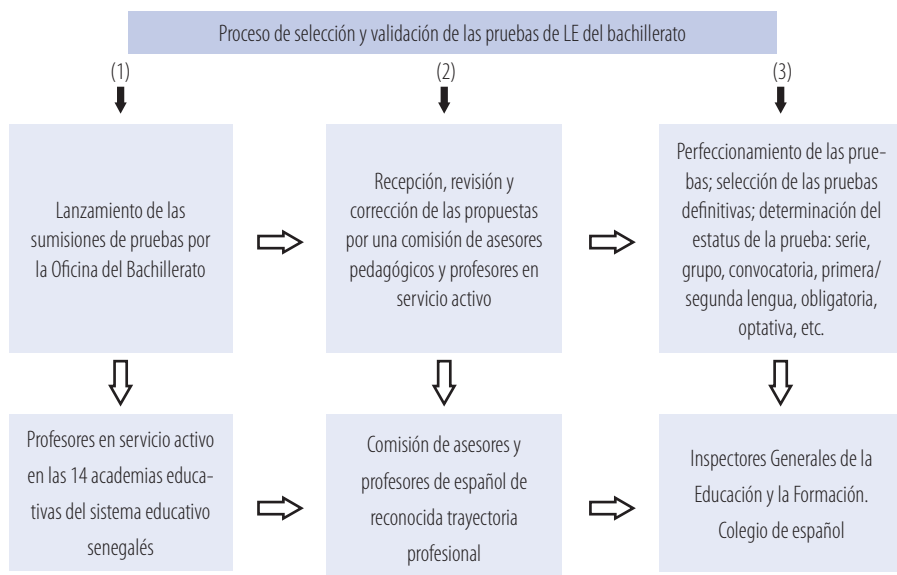 Proceso de selección y validación de las pruebas de LE del bachillerato
(1)
(2)
(3)
Lanzamiento de las
sumisiones de pruebas por
la Oficina del Bachillerato
Recepción, revisión y
corrección de las propuestas
por una comisión de asesores
pedagógicos y profesores en
servicio activo
Perfeccionamiento de las prue-
bas; selección de las pruebas
definitivas; determinación del
estatus de la prueba: serie,
grupo, convocatoria, primera/
segunda lengua, obligatoria,
optativa, etc.
Profesores en servicio activo
en las 14 academias educa-
tivas del sistema educativo
senegalés
Comisión de asesores y
profesores de español de
reconocida trayectoria
profesional
Inspectores Generales de la
Educación y la Formación.
Colegio de español